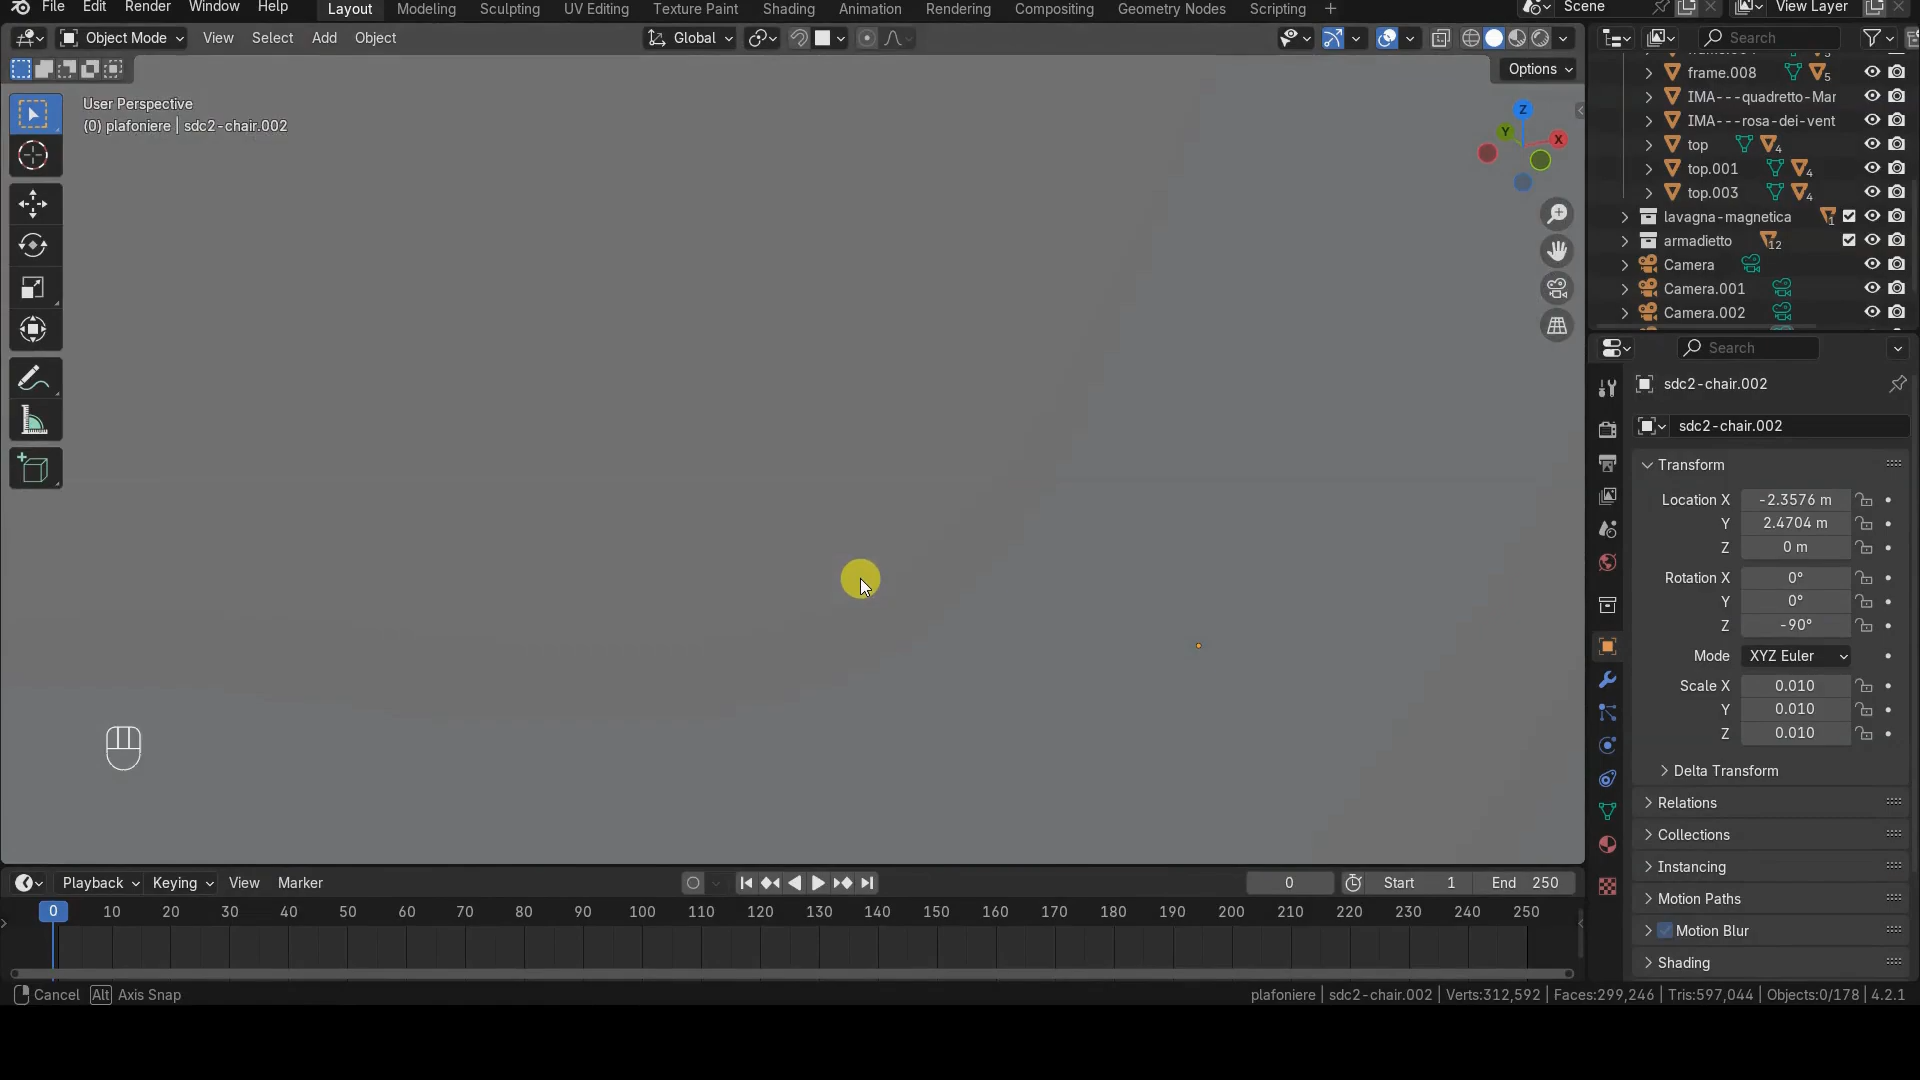 File Edit Render Window Help Layout Modeling Sculpting UV Editing Texture Paint Shading Animation Rendering Compositing Geometry Nodes Scripting Scene View Layer
Object Mode View Select Add Object Global Search
Options
User Perspective
(0) plafoniere | sdc2-chair.002
Z
Y
X
frame.008 5
IMA---quadretto-Mar
IMA---rosa-dei-vent
top 4
top.001 4
top.003 4
lavagna-magnetica 1
armadietto 12
Camera
Camera.001
Camera.002
Search
sdc2-chair.002
sdc2-chair.002
Transform
Location X -2.3576 m
Y 2.4704 m
Z 0 m
Rotation X 0°
Y 0°
Z -90°
Mode XYZ Euler
Scale X 0.010
Y 0.010
Z 0.010
Delta Transform
Relations
Collections
Instancing
Motion Paths
Motion Blur
Shading
Playback Keying View Marker 0 Start 1 End 250
0 10 20 30 40 50 60 70 80 90 100 110 120 130 140 150 160 170 180 190 200 210 220 230 240 250
Cancel Alt Axis Snap
plafoniere | sdc2-chair.002 | Verts:312,592 | Faces:299,246 | Tris:597,044 | Objects:0/178 | 4.2.1